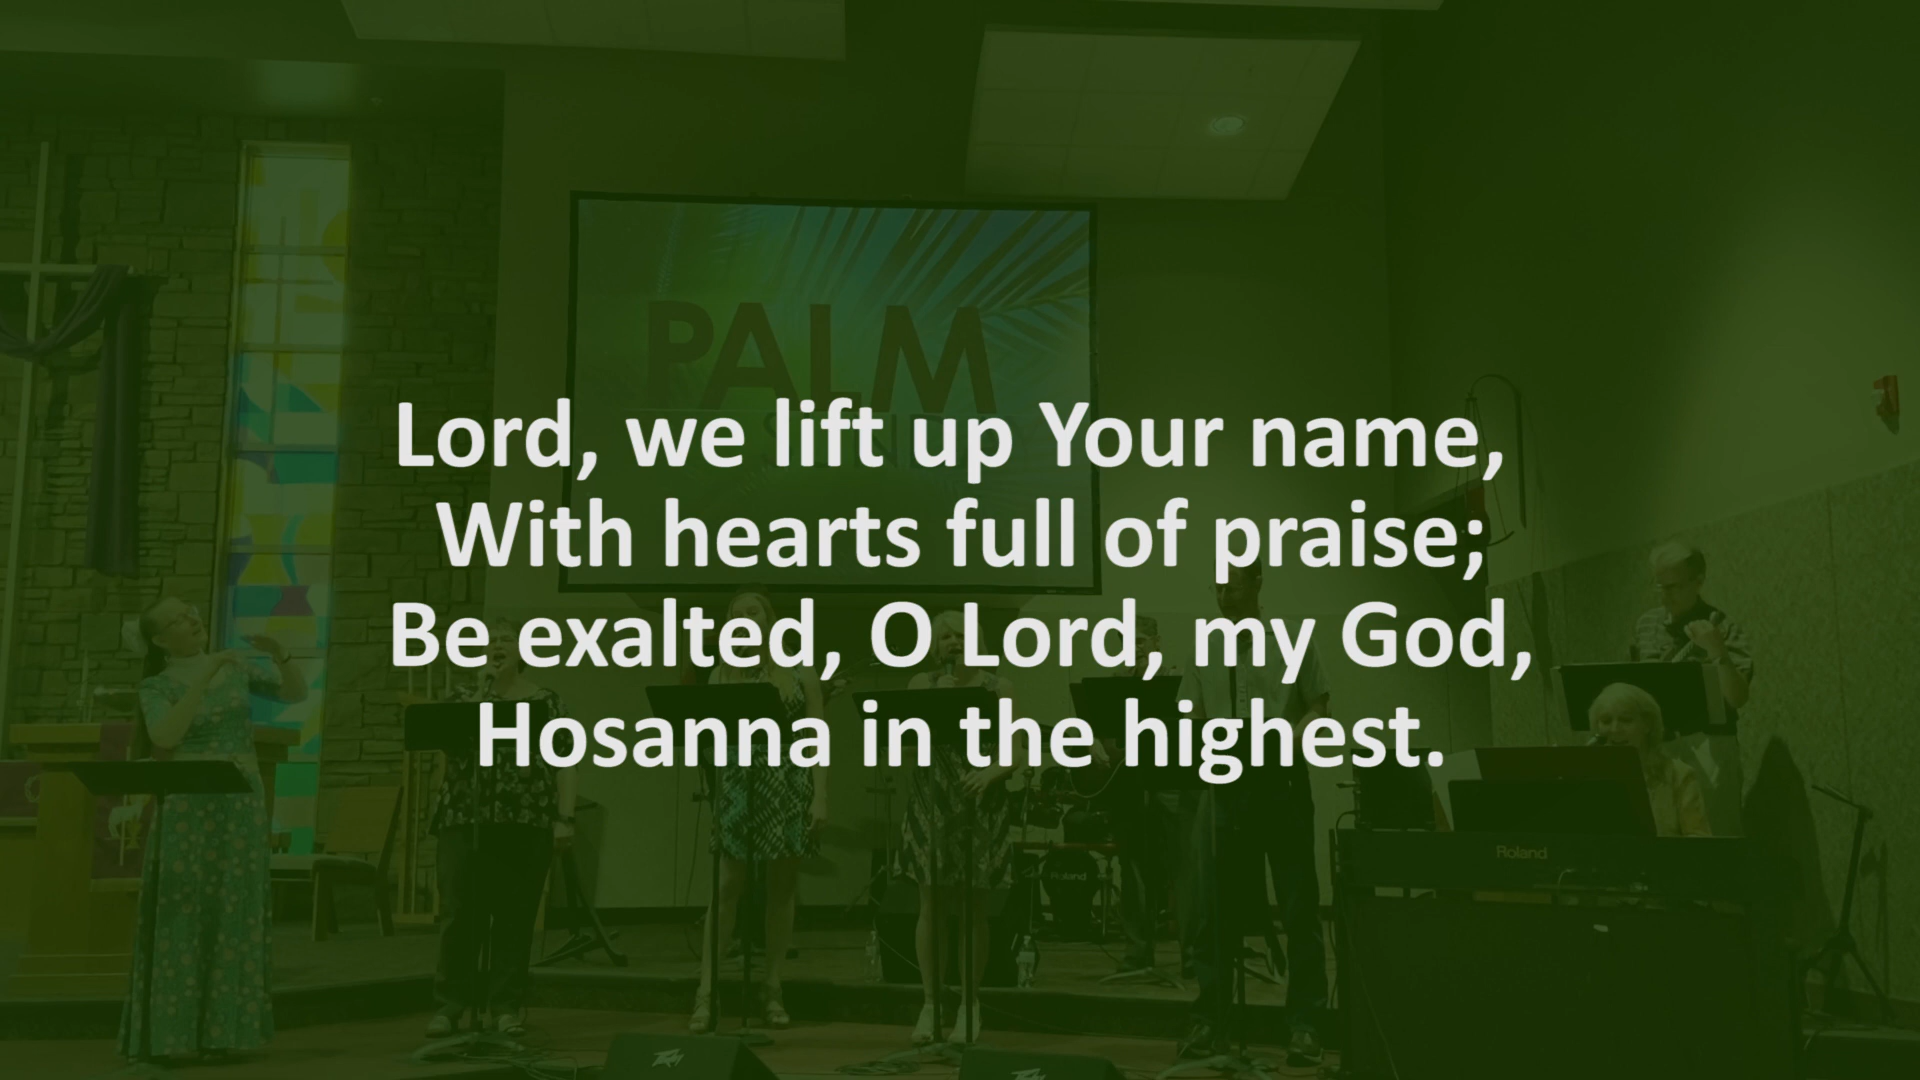 PALM
Lord, we lift up Your name,
With hearts full of praise;
Be exalted, O Lord, my God,
Hosanna in the highest.
Roland
Roland